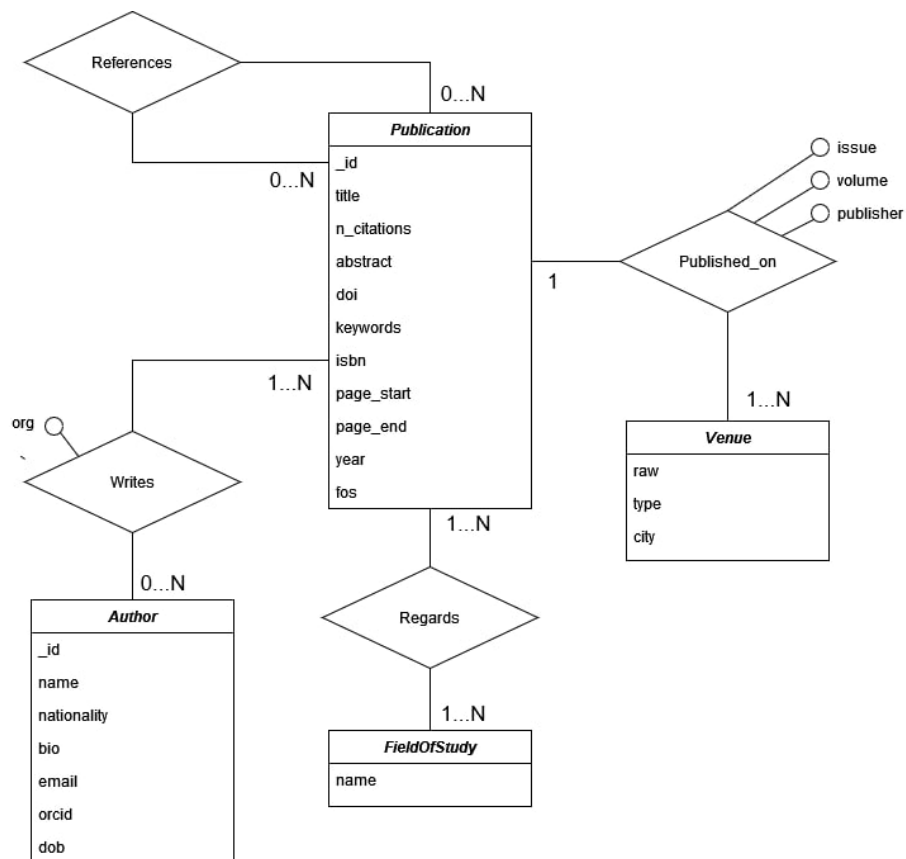 References
0...N
Publication
_id
title
n_citations
abstract
doi
keywords
isbn
page_start
page_end
year
fos
0...N
issue
volume
publisher
Published_on
1
1...N
Venue
raw
type
city
1...N
org
Writes
0...N
Author
_id
name
nationality
bio
email
orcid
dob
1...N
Regards
1...N
FieldOfStudy
name